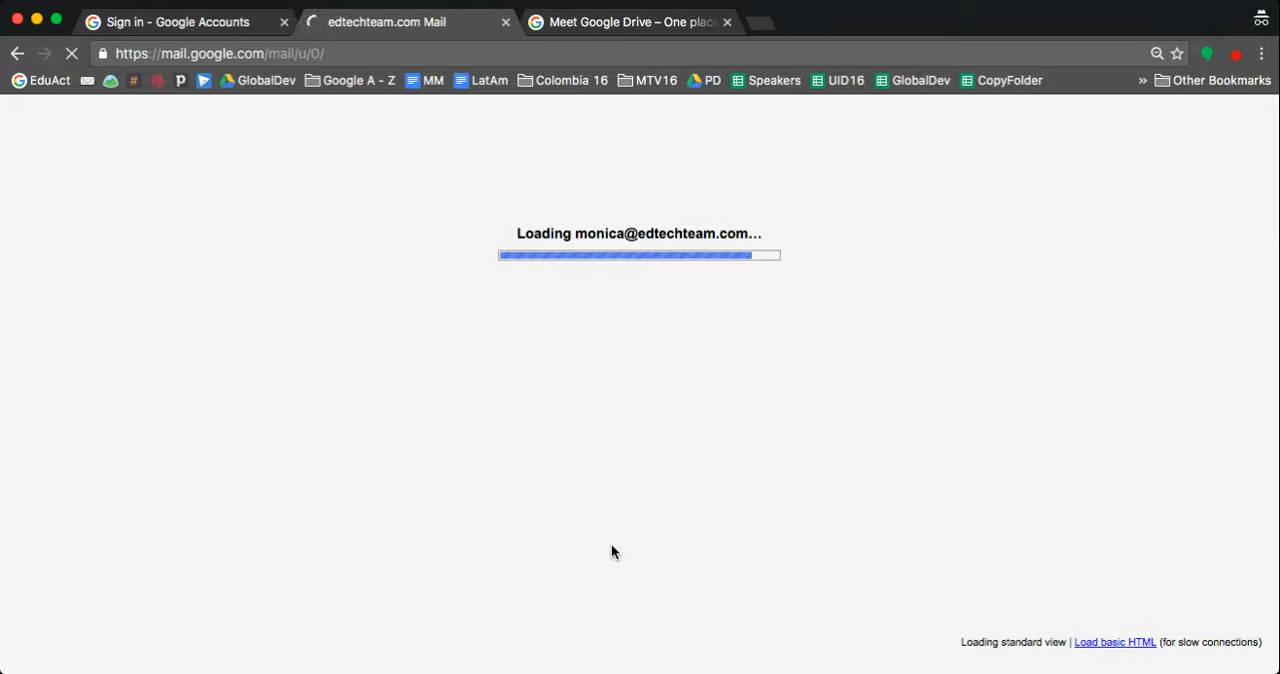 Sign in - Google Accounts
edtechteam.com Mail
Meet Google Drive – One place
https://mail.google.com/mail/u/0/
EduAct
#
p
GlobalDev
Google A - Z
MM
LatAm
Colombia 16
MTV16
PD
Speakers
UID16
GlobalDev
CopyFolder
»
Other Bookmarks
Loading monica@edtechteam.com…
Loading standard view | Load basic HTML (for slow connections)